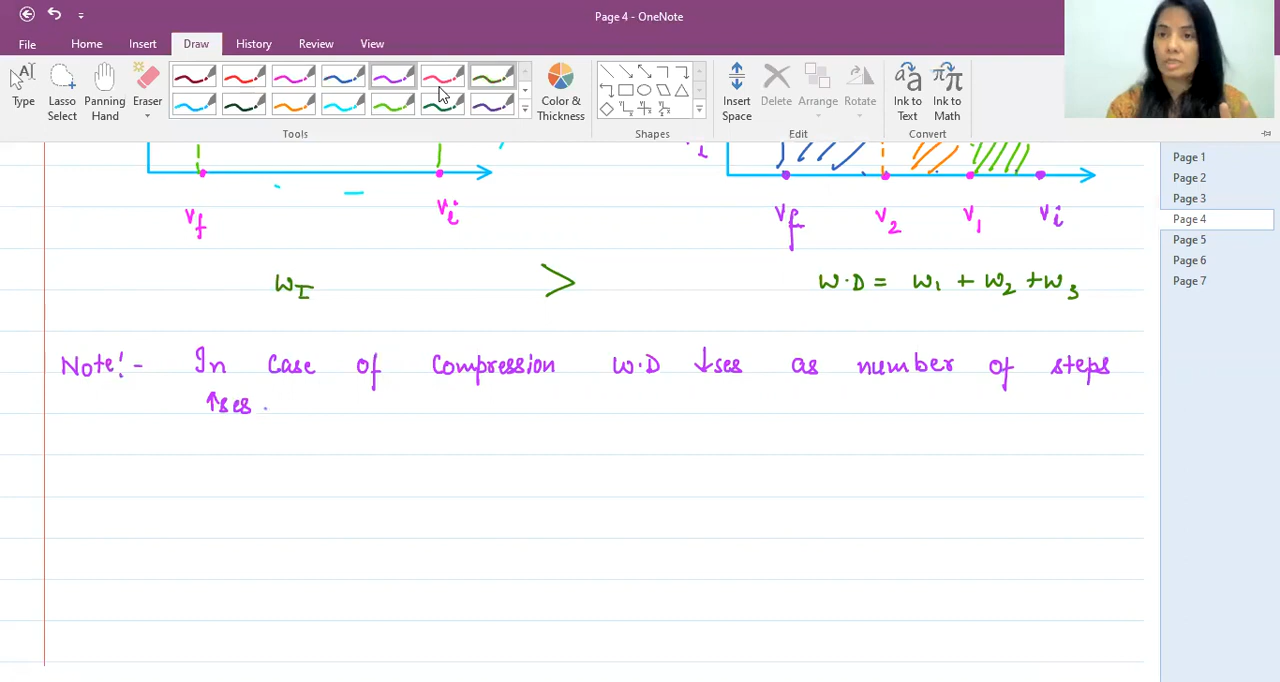 Page 4 - OneNote
File Home Insert Draw History Review View
Type Lasso Select Panning Hand Eraser Color & Thickness Insert Space Delete Arrange Rotate Ink to Text Ink to Math
Tools Shapes Edit Convert
Page 1
Page 2
Page 3
Page 4
Page 5
Page 6
Page 7
i
Vf Vi Vf V2 V1 Vi
WI > W.D = W1 + W2 + W3
Note!- In Case of Compression W.D ↓ses as number of steps
↑ses.